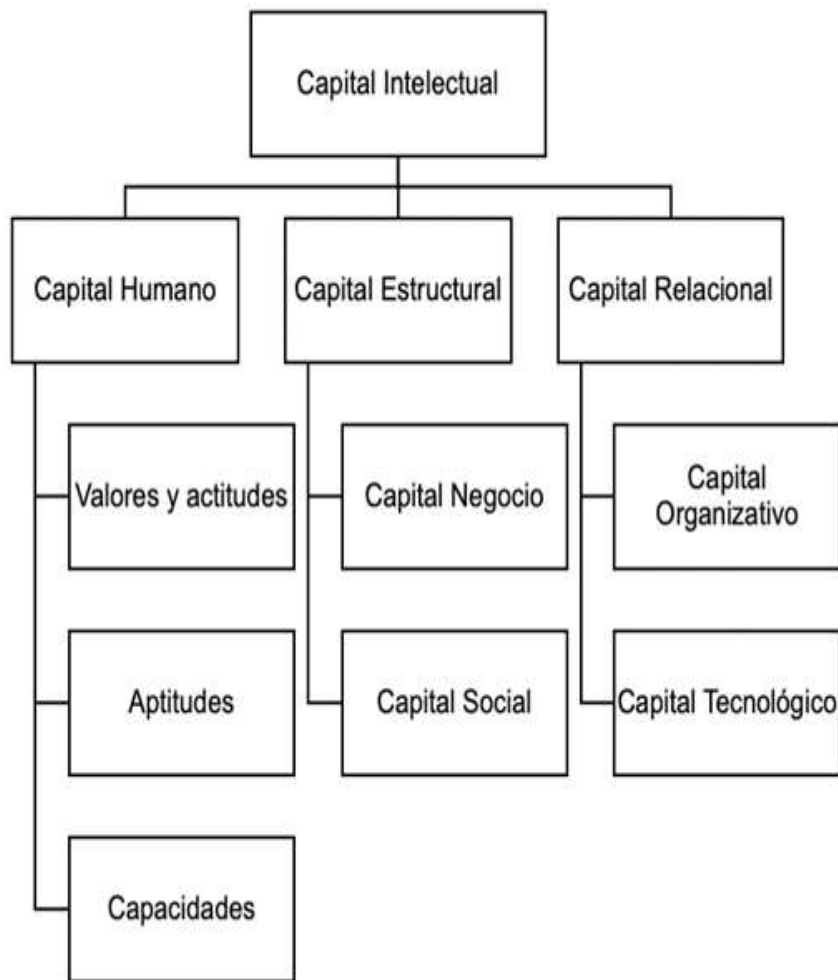 Capital Intelectual
Capital Humano
Capital Estructural
Capital Relacional
Valores y actitudes
Capital Negocio
Capital
Organizativo
Aptitudes
Capital Social
Capital Tecnológico
Capacidades